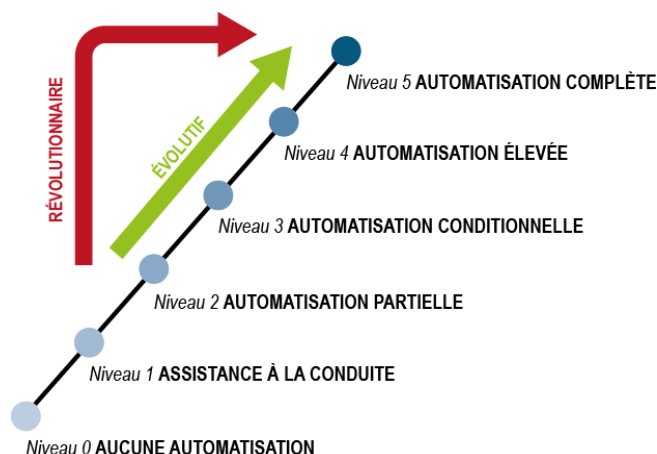 RÉVOLUTIONNAIRE
ÉVOLUTIF
Niveau 5 AUTOMATISATION COMPLÈTE
Niveau 4 AUTOMATISATION ÉLEVÉE
Niveau 3 AUTOMATISATION CONDITIONNELLE
Niveau 2 AUTOMATISATION PARTIELLE
Niveau 1 ASSISTANCE À LA CONDUITE
Niveau 0 AUCUNE AUTOMATISATION